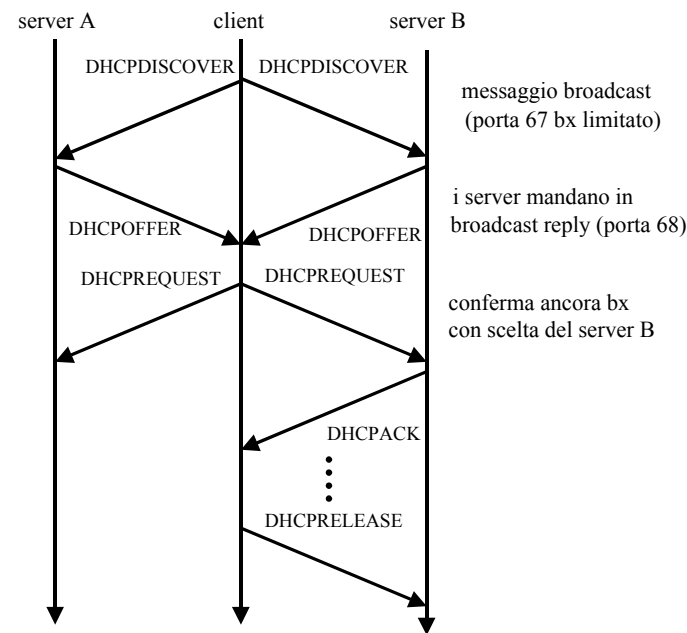 server A client server B
DHCPDISCOVER DHCPDISCOVER
messaggio broadcast
(porta 67 bx limitato)
i server mandano in
broadcast reply (porta 68)
DHCPOFFER DHCPOFFER
DHCPREQUEST DHCPREQUEST
conferma ancora bx
con scelta del server B
DHCPACK
DHCPRELEASE